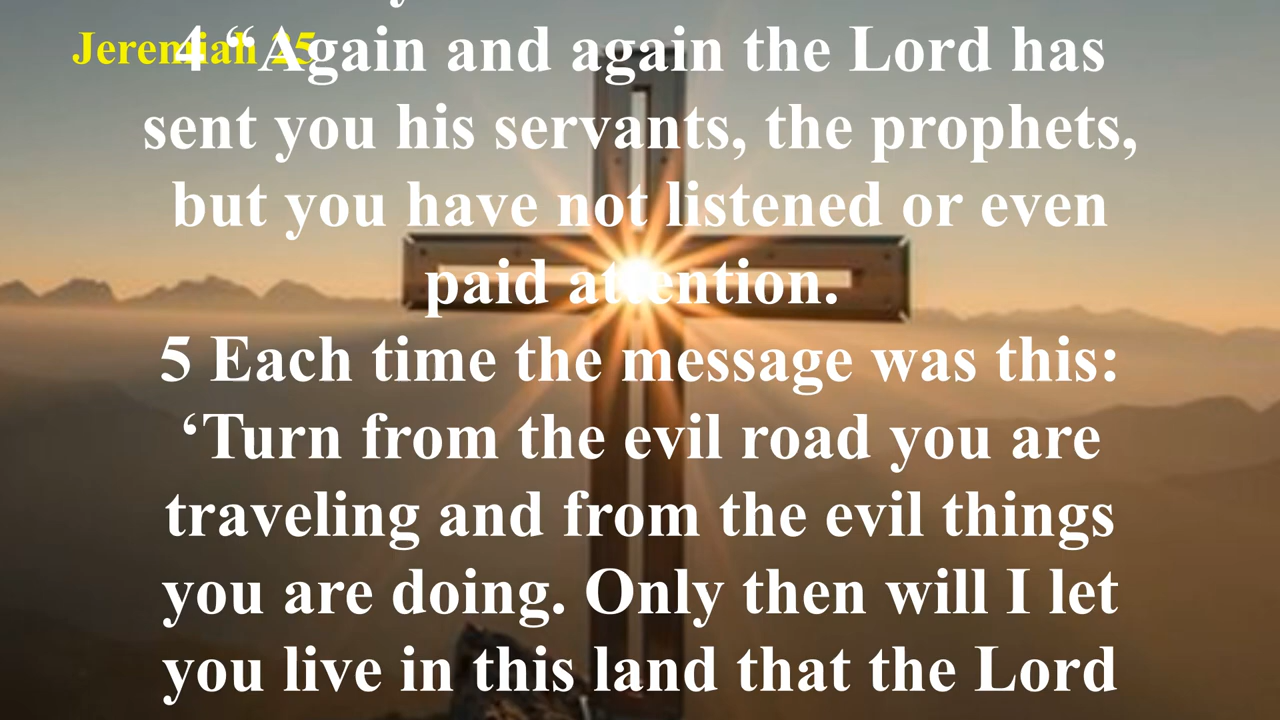 Jeremiah 25
4 “Again and again the Lord has
sent you his servants, the prophets,
but you have not listened or even
paid attention.
5 Each time the message was this:
‘Turn from the evil road you are
traveling and from the evil things
you are doing. Only then will I let
you live in this land that the Lord